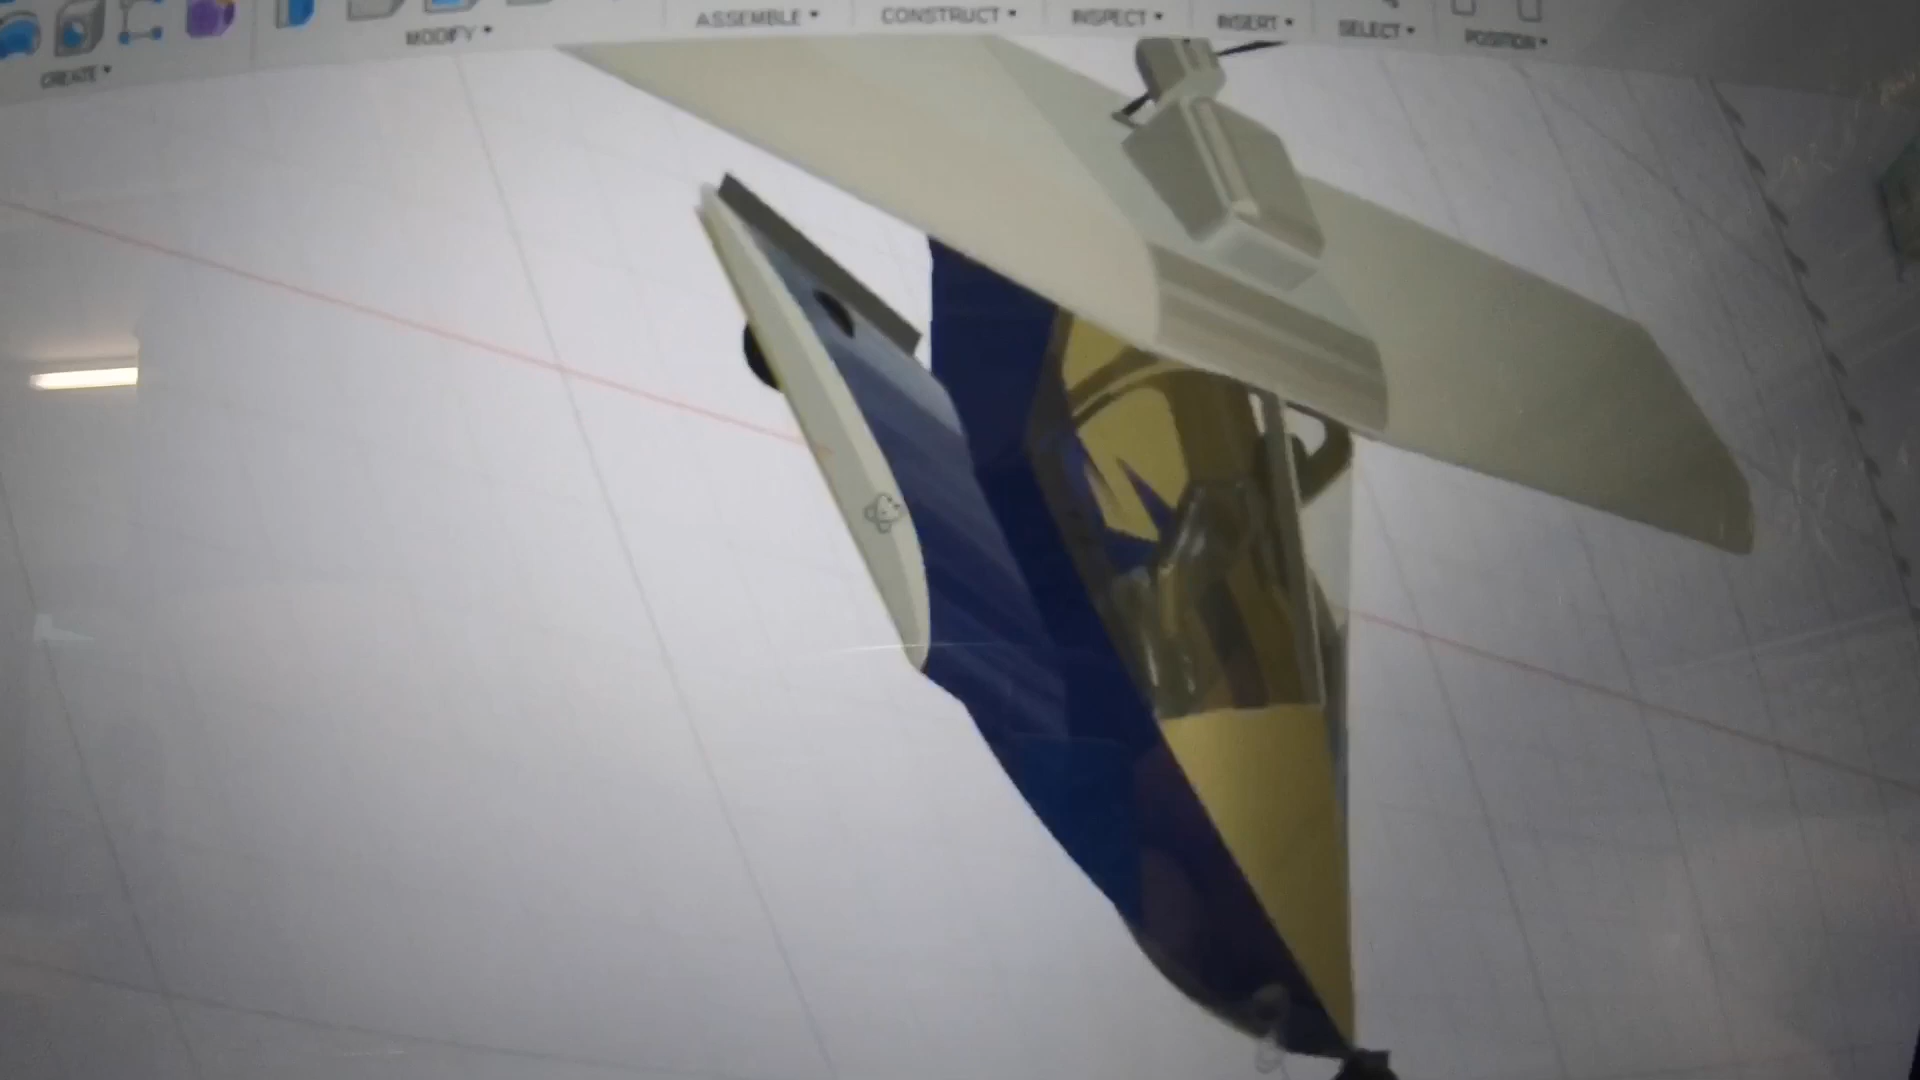 CREATE
MODIFY
ASSEMBLE
CONSTRUCT
INSPECT
INSERT
SELECT
POSITION